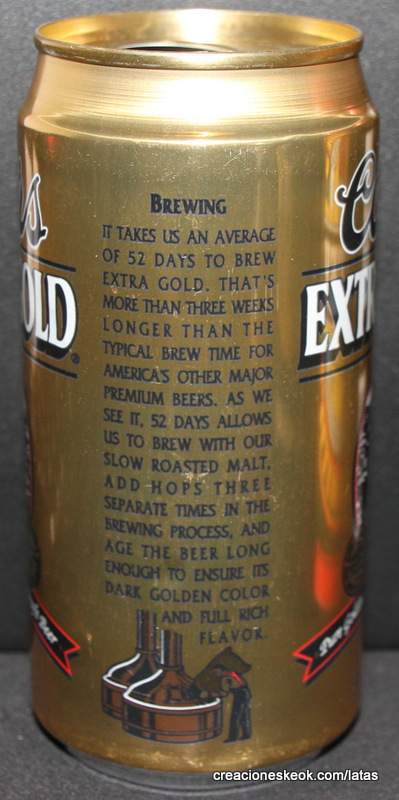 BREWING
IT TAKES US AN AVERAGE
OF 52 DAYS TO BREW
EXTRA GOLD. THAT'S
MORE THAN THREE WEEKS
LONGER THAN THE
TYPICAL BREW TIME FOR
AMERICA'S OTHER MAJOR
PREMIUM BEERS. AS WE
SEE IT, 52 DAYS ALLOWS
US TO BREW WITH OUR
SLOW ROASTED MALT,
ADD HOPS THREE
SEPARATE TIMES IN THE
BREWING PROCESS, AND
AGE THE BEER LONG
ENOUGH TO ENSURE ITS
DARK GOLDEN COLOR
AND FULL RICH
FLAVOR.
rs
OLD®
Beer
C
EXT
creacioneskeok.com/latas